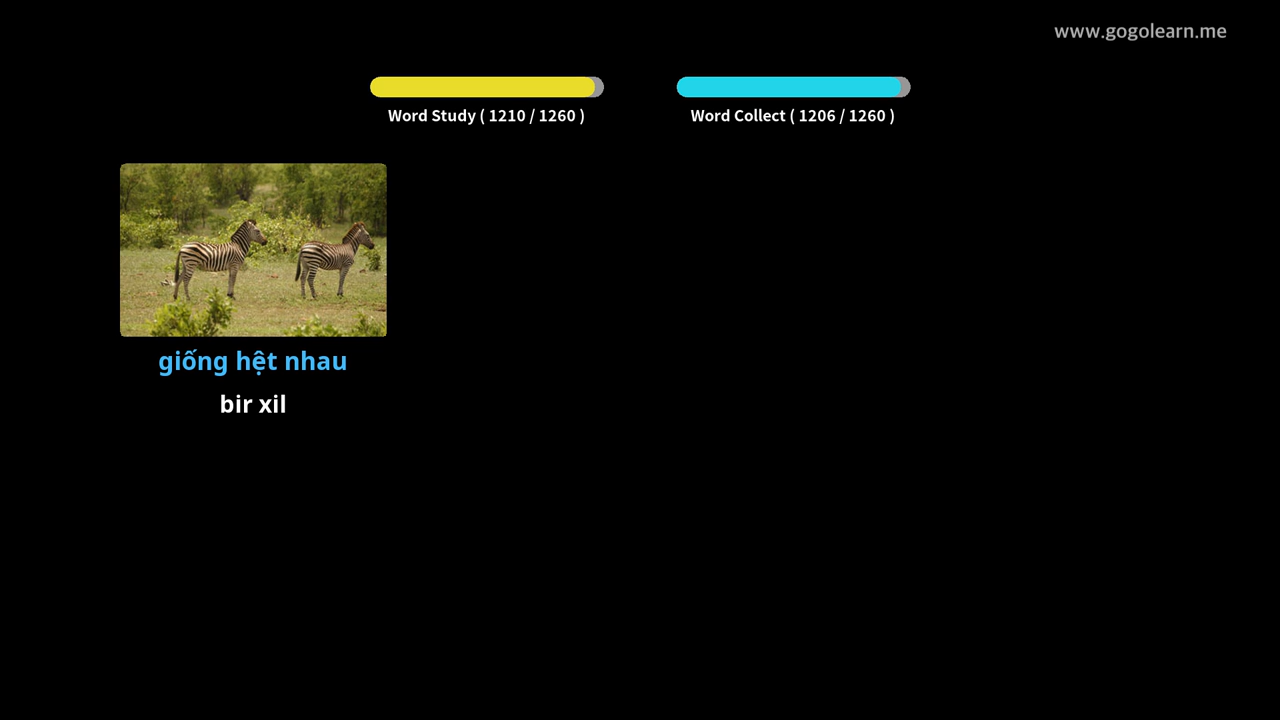 www.gogolearn.me
Word Study ( 1210 / 1260 )
Word Collect ( 1206 / 1260 )
giống hệt nhau
bir xil